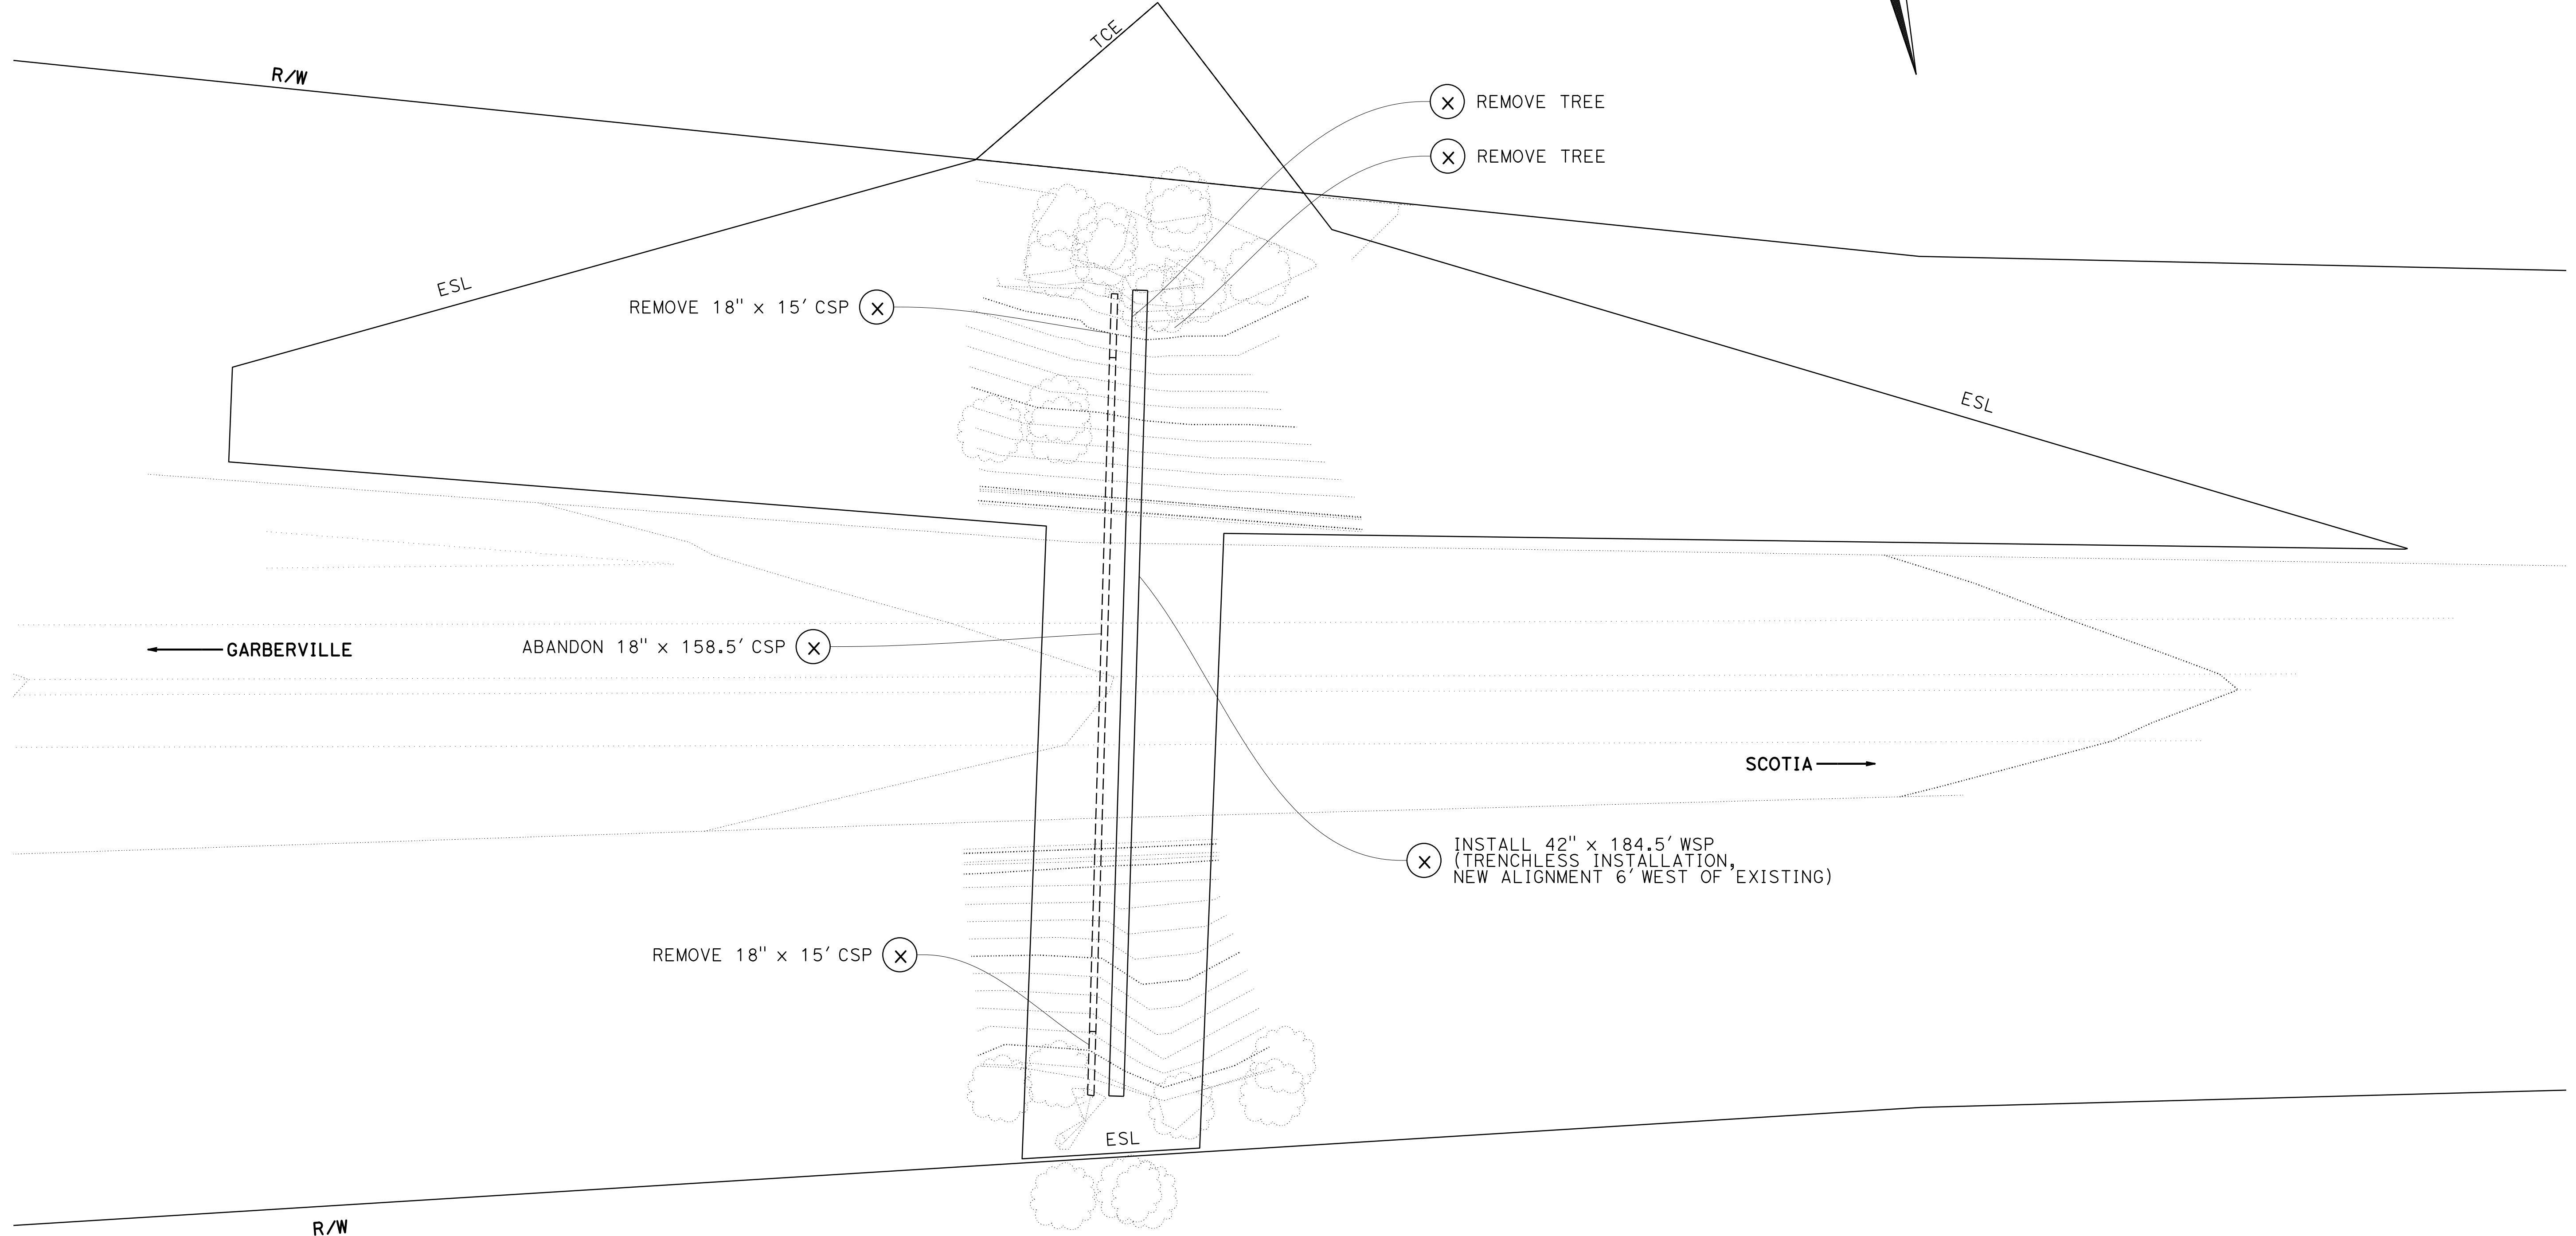 TCE
R/W
REMOVE TREE
REMOVE TREE
ESL
REMOVE 18" x 15' CSP X
ESL
GARBERVILLE
ABANDON 18" x 158.5' CSP X
SCOTIA
X INSTALL 42" x 184.5' WSP
(TRENCHLESS INSTALLATION,
NEW ALIGNMENT 6' WEST OF EXISTING)
REMOVE 18" x 15' CSP X
ESL
R/W